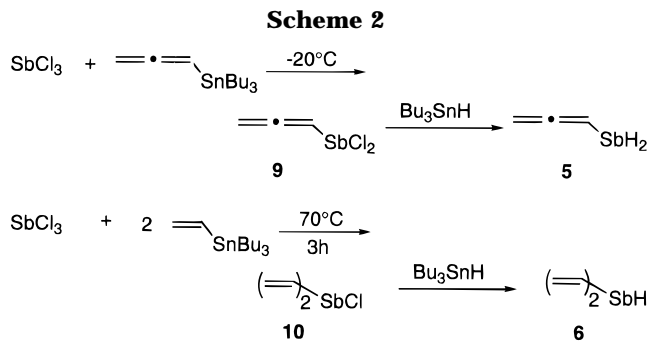 Scheme 2
SbCl3 + SnBu3 -20°C
SbCl2 Bu3SnH SbH2
9 5
SbCl3 + 2 SnBu3 70°C
3h
( )2 SbCl Bu3SnH ( )2 SbH
10 6